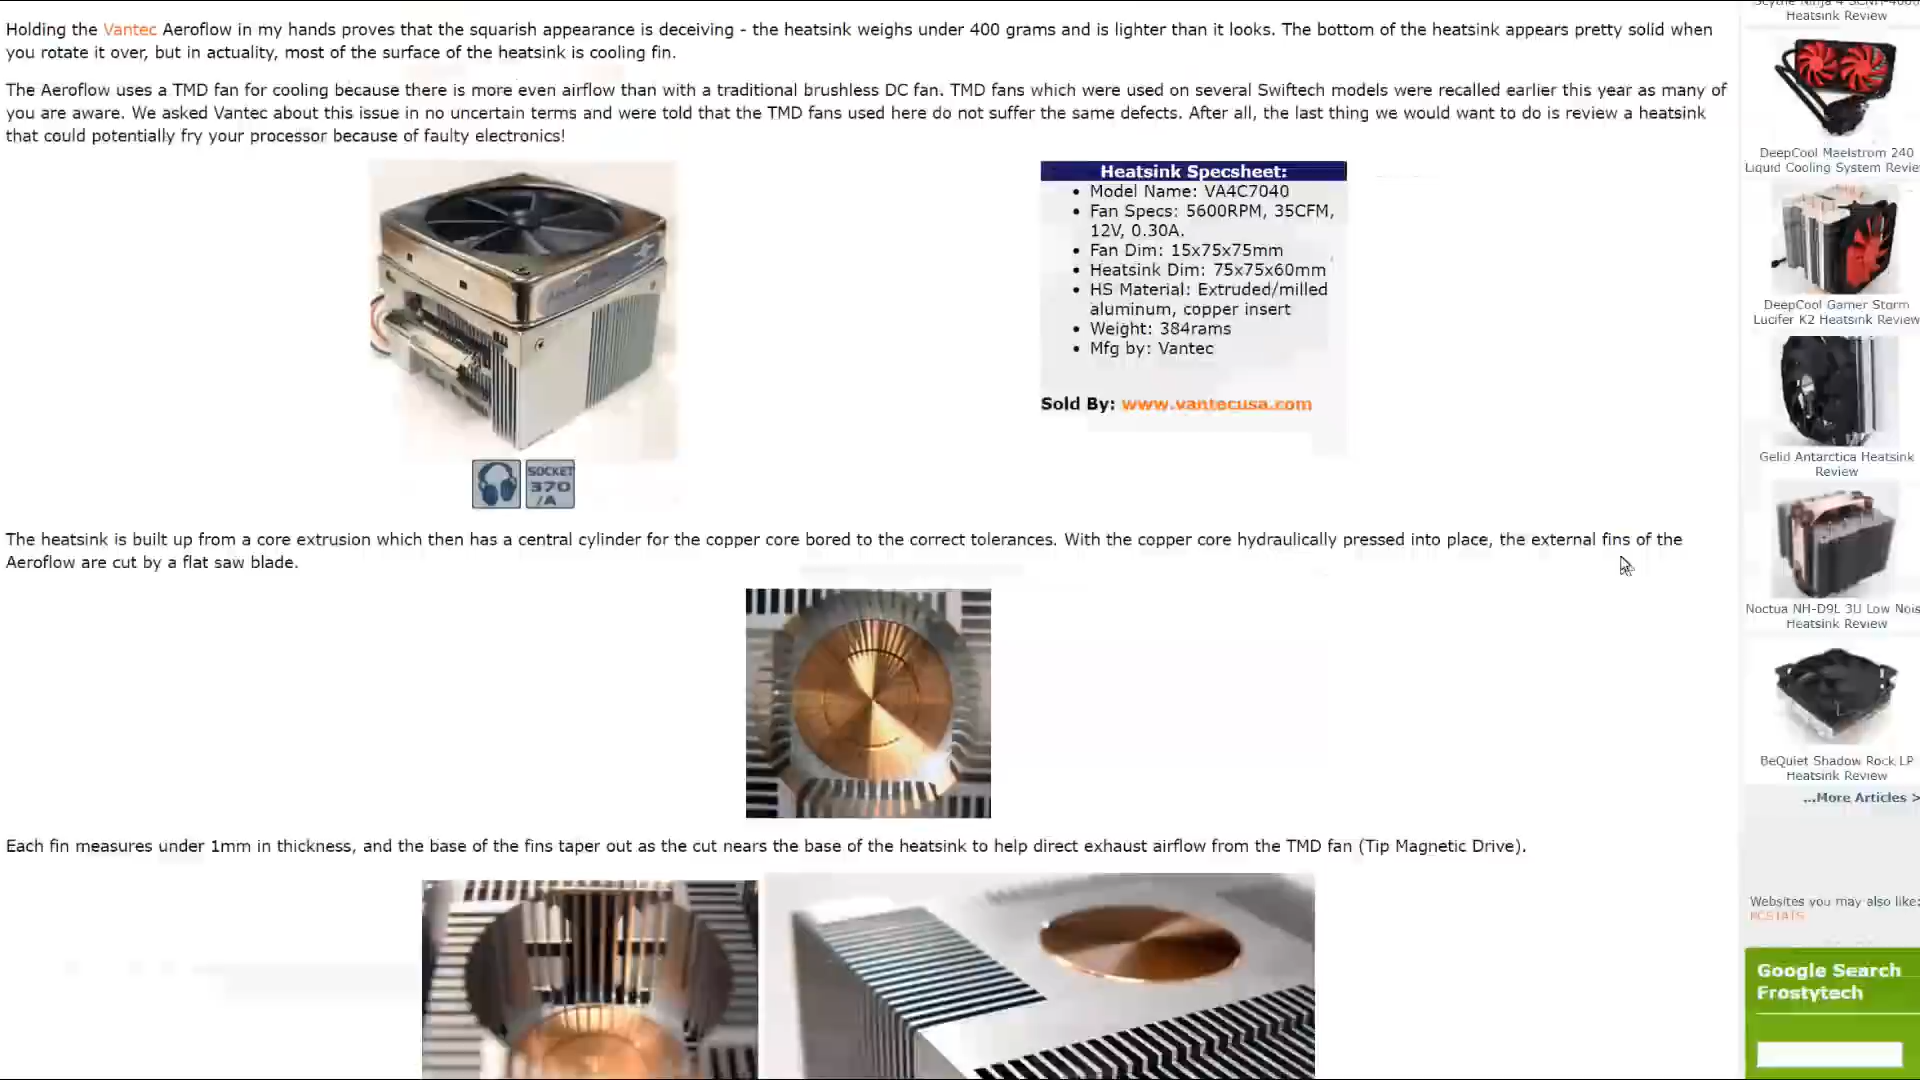 Holding the Vantec Aeroflow in my hands proves that the squarish appearance is deceiving - the heatsink weighs under 400 grams and is lighter than it looks. The bottom of the heatsink appears pretty solid when
you rotate it over, but in actuality, most of the surface of the heatsink is cooling fin.
The Aeroflow uses a TMD fan for cooling because there is more even airflow than with a traditional brushless DC fan. TMD fans which were used on several Swiftech models were recalled earlier this year as many of
you are aware. We asked Vantec about this issue in no uncertain terms and were told that the TMD fans used here do not suffer the same defects. After all, the last thing we would want to do is review a heatsink
that could potentially fry your processor because of faulty electronics!
Heatsink Specsheet:
• Model Name: VA4C7040
• Fan Specs: 5600RPM, 35CFM,
12V, 0.30A.
• Fan Dim: 15x75x75mm
• Heatsink Dim: 75x75x60mm
• HS Material: Extruded/milled
aluminum, copper insert
• Weight: 384rams
• Mfg by: Vantec
Sold By: www.vantecusa.com
SOCKET
370
/A
The heatsink is built up from a core extrusion which then has a central cylinder for the copper core bored to the correct tolerances. With the copper core hydraulically pressed into place, the external fins of the
Aeroflow are cut by a flat saw blade.
Each fin measures under 1mm in thickness, and the base of the fins taper out as the cut nears the base of the heatsink to help direct exhaust airflow from the TMD fan (Tip Magnetic Drive).
Heatsink Review
DeepCool Maelstrom 240
Liquid Cooling System Revie
DeepCool Gamer Storm
Lucifer K2 Heatsink Review
Gelid Antarctica Heatsink
Review
Noctua NH-D9L 3U Low Nois
Heatsink Review
BeQuiet Shadow Rock LP
Heatsink Review
...More Articles >
Websites you may also like:
PCSTATS
Google Search
Frostytech